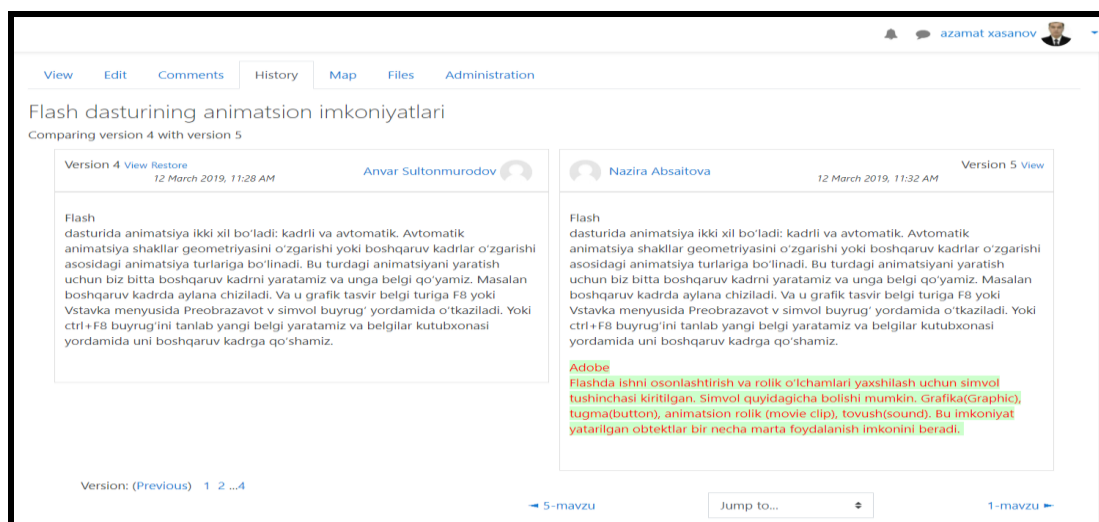 azamat xasanov
View Edit Comments History Map Files Administration
Flash dasturining animatsion imkoniyatlari
Comparing version 4 with version 5
Version 4 View Restore
12 March 2019, 11:28 AM
Anvar Sultonmurodov
Flash
dasturida animatsiya ikki xil bo'ladi: kadrli va avtomatik. Avtomatik
animatsiya shakllar geometriyasini o'zgarishi yoki boshqaruv kadrlar o'zgarishi
asosidagi animatsiya turlariga bo'linadi. Bu turdagi animatsiyani yaratish
uchun biz bitta boshqaruv kadrni yaratamiz va unga belgi qo'yamiz. Masalan
boshqaruv kadrda aylana chiziladi. Va u grafik tasvir belgi turiga F8 yoki
Vstavka menyusida Preobrazavot v simvol buyrug' yordamida o'tkaziladi. Yoki
ctrl+F8 buyrug'ini tanlab yangi belgi yaratamiz va belgilar kutubxonasi
yordamida uni boshqaruv kadrga qo'shamiz.
Nazira Absaitova
Version 5 View
12 March 2019, 11:32 AM
Flash
dasturida animatsiya ikki xil bo'ladi: kadrli va avtomatik. Avtomatik
animatsiya shakllar geometriyasini o'zgarishi yoki boshqaruv kadrlar o'zgarishi
asosidagi animatsiya turlariga bo'linadi. Bu turdagi animatsiyani yaratish
uchun biz bitta boshqaruv kadrni yaratamiz va unga belgi qo'yamiz. Masalan
boshqaruv kadrda aylana chiziladi. Va u grafik tasvir belgi turiga F8 yoki
Vstavka menyusida Preobrazavot v simvol buyrug' yordamida o'tkaziladi. Yoki
ctrl+F8 buyrug'ini tanlab yangi belgi yaratamiz va belgilar kutubxonasi
yordamida uni boshqaruv kadrga qo'shamiz.
Adobe
Flashda ishni osonlashtirish va rolik o'lchamlari yaxshilash uchun simvol
tushinchasi kiritilgan. Simvol quyidagicha bolishi mumkin. Grafika(Graphic),
tugma(button), animatsion rolik (movie clip), tovush(sound). Bu imkoniyat
yatarilgan obtektlar bir necha marta foydalanish imkonini beradi.
Version: (Previous) 1 2 ...4
◄ 5-mavzu
Jump to...
1-mavzu ►